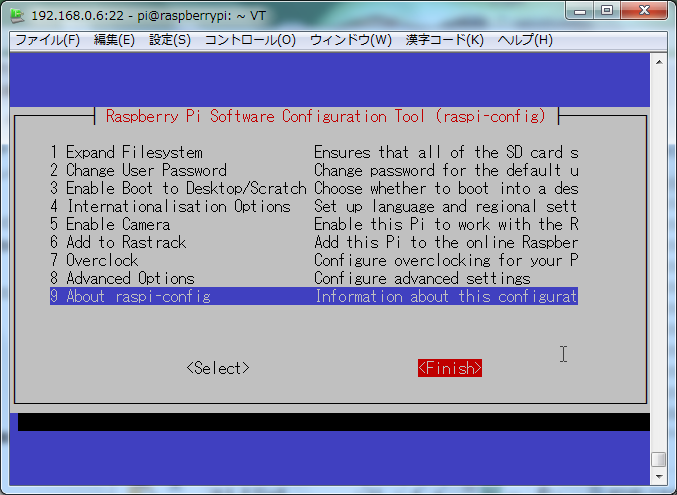 192.168.0.6:22 - pi@raspberrypi: ~ VT
ファイル(F) 編集(E) 設定(S) コントロール(O) ウィンドウ(W) 漢字コード(K) ヘルプ(H)
Raspberry Pi Software Configuration Tool (raspi-config)
1 Expand Filesystem Ensures that all of the SD card s
2 Change User Password Change password for the default u
3 Enable Boot to Desktop/Scratch Choose whether to boot into a des
4 Internationalisation Options Set up language and regional sett
5 Enable Camera Enable this Pi to work with the R
6 Add to Rastrack Add this Pi to the online Raspber
7 Overclock Configure overclocking for your P
8 Advanced Options Configure advanced settings
9 About raspi-config Information about this configurat
<Select> <Finish>